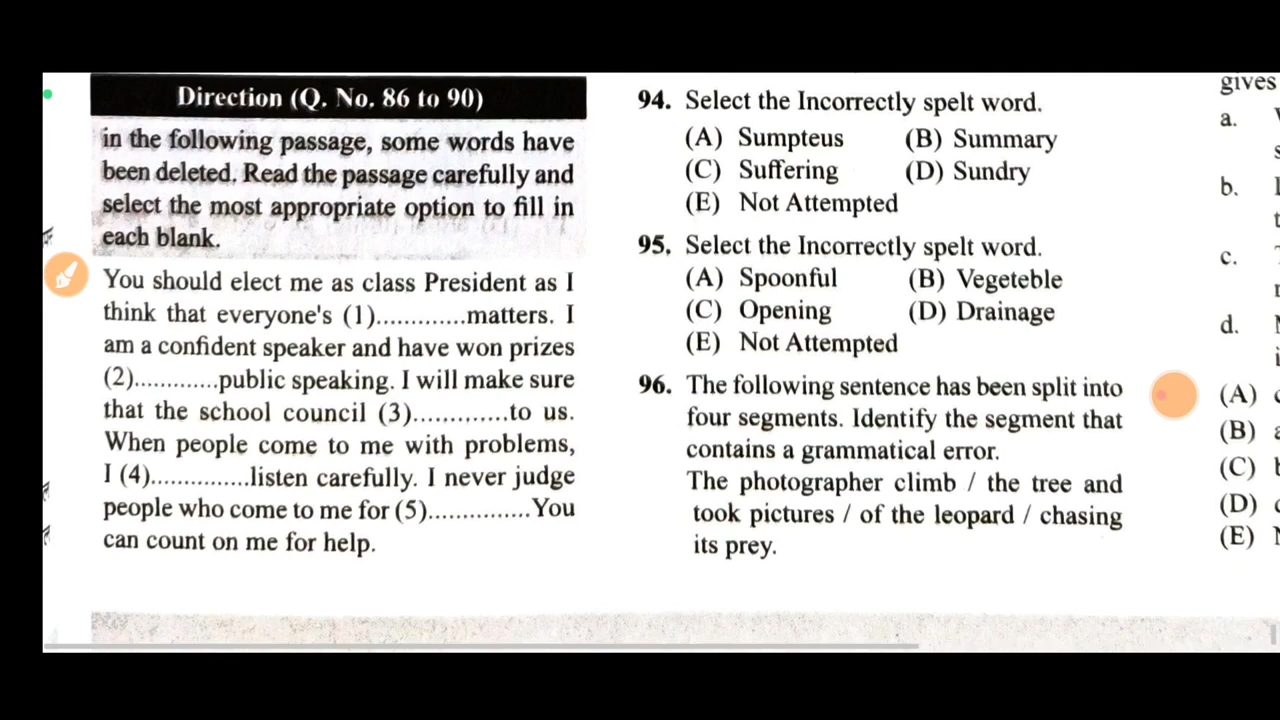 Direction (Q. No. 86 to 90)
in the following passage, some words have
been deleted. Read the passage carefully and
select the most appropriate option to fill in
each blank.
You should elect me as class President as I
think that everyone's (1).............matters. I
am a confident speaker and have won prizes
(2)............public speaking. I will make sure
that the school council (3).............to us.
When people come to me with problems,
I (4)...............listen carefully. I never judge
people who come to me for (5)...............You
can count on me for help.
94. Select the Incorrectly spelt word.
(A) Sumpteus (B) Summary
(C) Suffering (D) Sundry
(E) Not Attempted
95. Select the Incorrectly spelt word.
(A) Spoonful (B) Vegeteble
(C) Opening (D) Drainage
(E) Not Attempted
96. The following sentence has been split into
four segments. Identify the segment that
contains a grammatical error.
The photographer climb / the tree and
took pictures / of the leopard / chasing
its prey.
gives
a.
b.
c.
d.
(A)
(B)
(C)
(D)
(E)